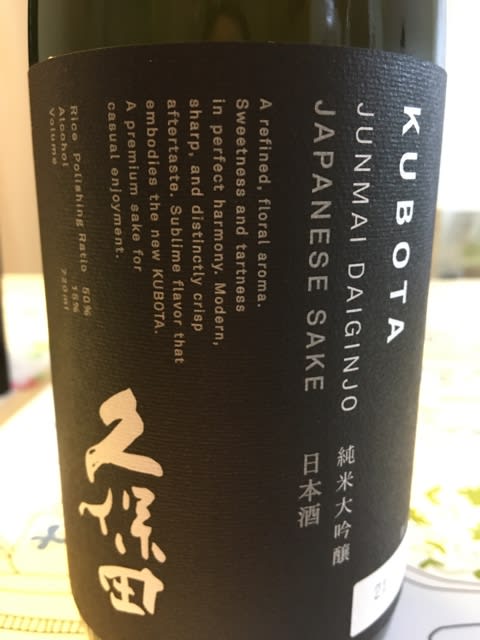 KUBOTA
JUNMAI DAIGINJO 純米大吟醸
JAPANESE SAKE 日本酒
A refined, floral aroma.
Sweetness and tartness
in perfect harmony. Modern,
sharp, and distinctly crisp
aftertaste. Sublime flavor that
embodies the new KUBOTA.
A premium sake for
casual enjoyment.
Rice Polishing Ratio 50%
Alcohol 15%
Volume 720ml
久保田
21